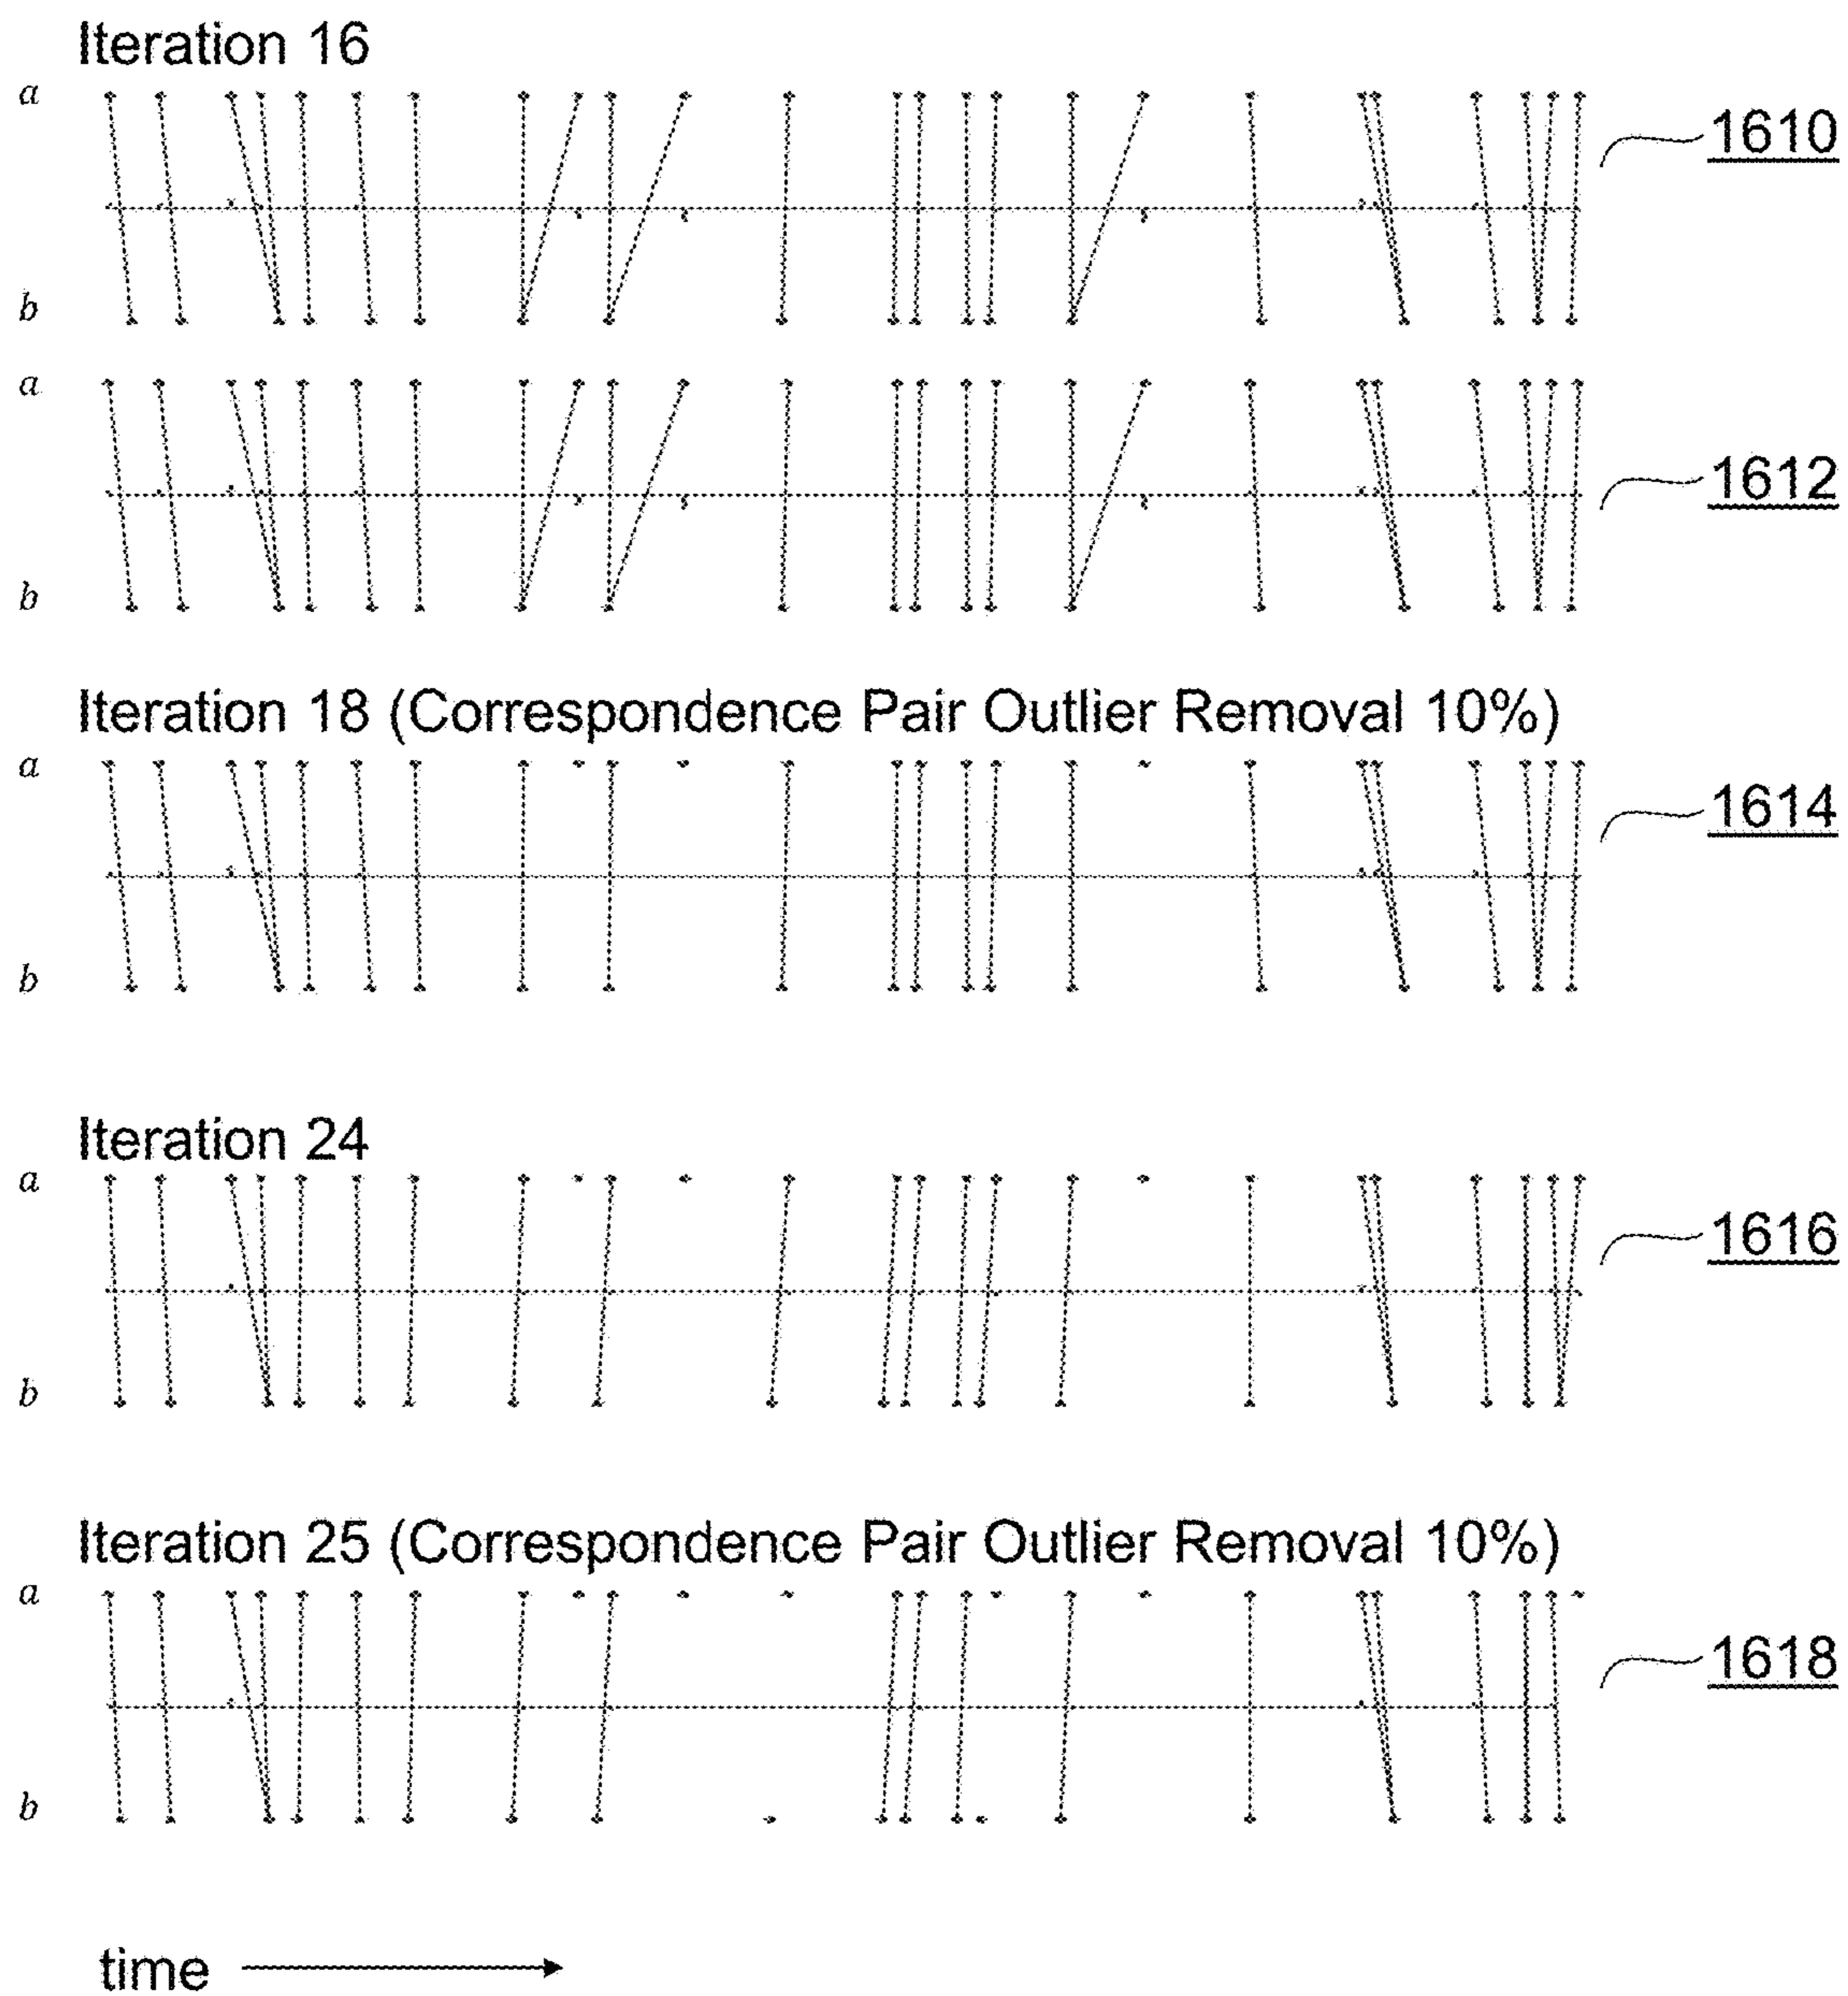 Iteration 16
a
1610
b
a
1612
b
Iteration 18 (Correspondence Pair Outlier Removal 10%)
a
1614
b
Iteration 24
a
1616
b
Iteration 25 (Correspondence Pair Outlier Removal 10%)
a
1618
b
time